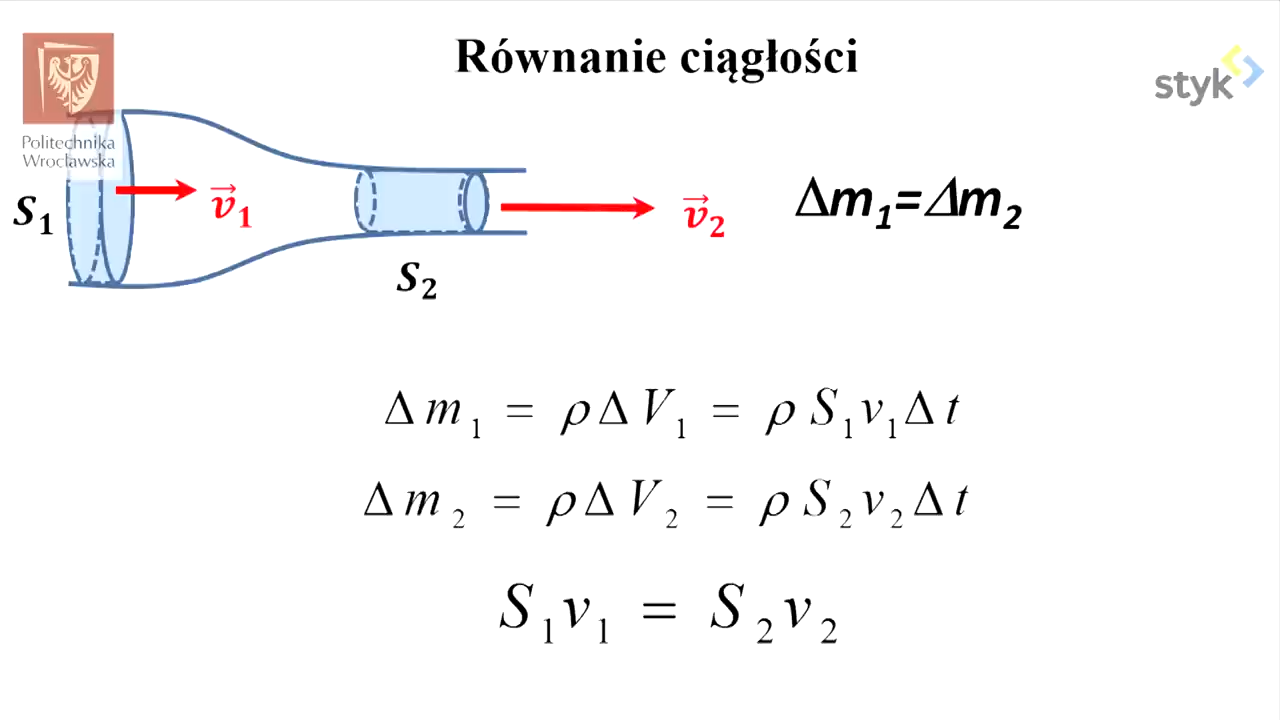 Równanie ciągłości
styk
Politechnika
Wrocławska
S₁
v⃗₁
v⃗₂
S₂
Δm₁=Δm₂
Δm₁ = ρΔV₁ = ρS₁v₁Δt
Δm₂ = ρΔV₂ = ρS₂v₂Δt
S₁v₁ = S₂v₂